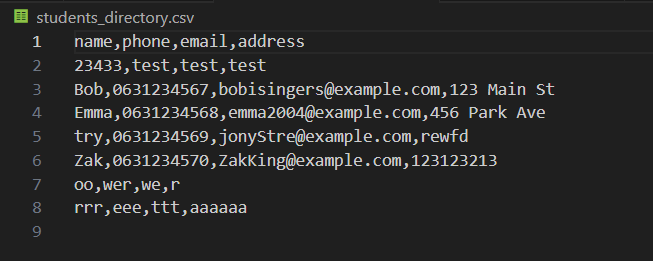 students_directory.csv
1 name,phone,email,address
2 23433,test,test,test
3 Bob,0631234567,bobisingers@example.com,123 Main St
4 Emma,0631234568,emma2004@example.com,456 Park Ave
5 try,0631234569,jonyStre@example.com,rewfd
6 Zak,0631234570,ZakKing@example.com,123123213
7 oo,wer,we,r
8 rrr,eee,ttt,aaaaaa
9